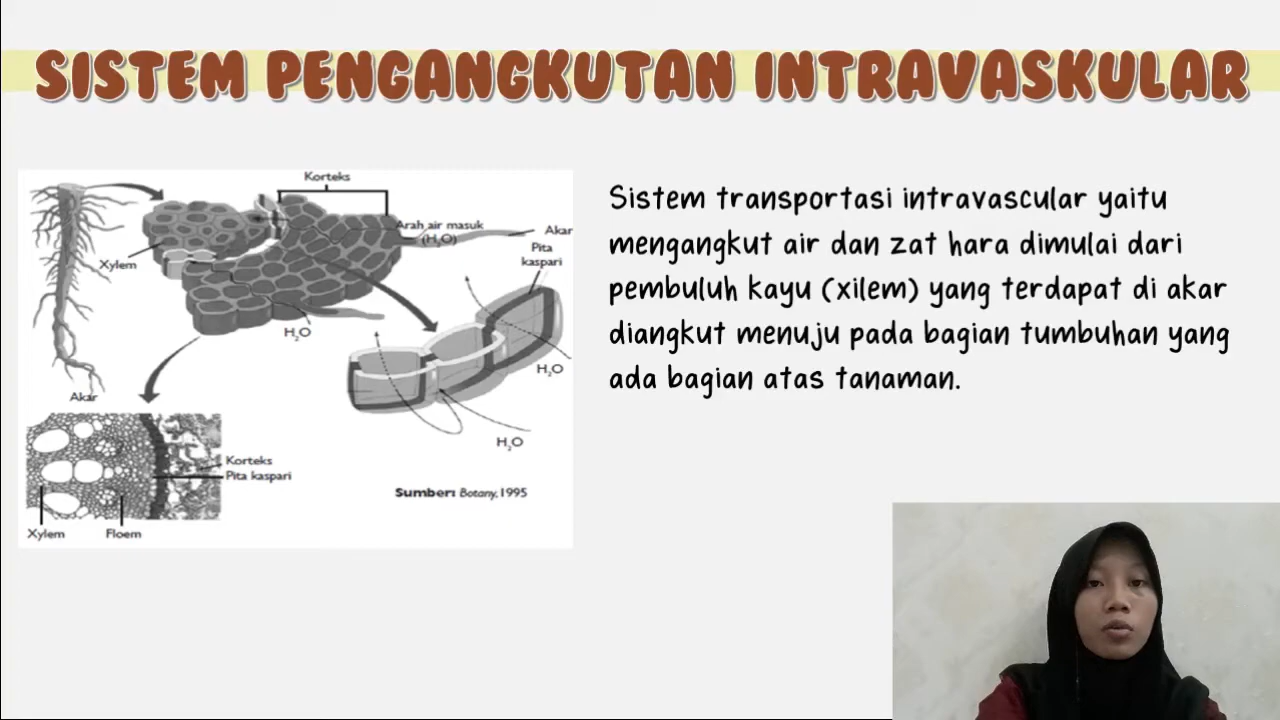 SISTEM PENGANGKUTAN INTRAVASKULAR
Korteks
Arah air masuk
(H₂O)
Akar
Pita
kaspari
Xylem
H₂O
H₂O
Akar
H₂O
Korteks
Pita kaspari
Sumber: Botany, 1995
Xylem
Floem
Sistem transportasi intravascular yaitu
mengangkut air dan zat hara dimulai dari
pembuluh kayu (xilem) yang terdapat di akar
diangkut menuju pada bagian tumbuhan yang
ada bagian atas tanaman.